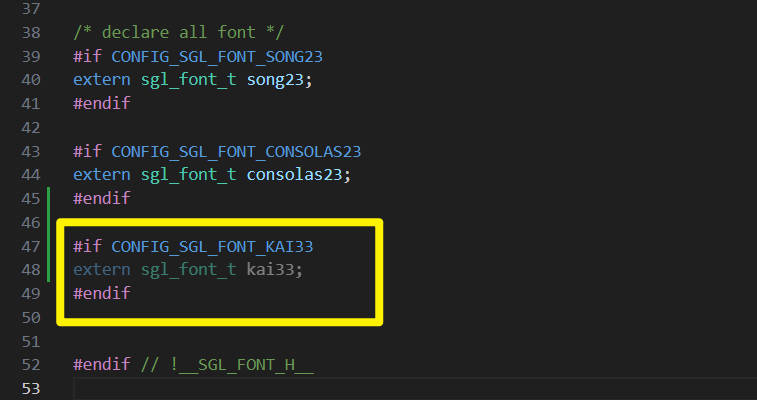 37
38 /* declare all font */
39 #if CONFIG_SGL_FONT_SONG23
40 extern sgl_font_t song23;
41 #endif
42
43 #if CONFIG_SGL_FONT_CONSOLAS23
44 extern sgl_font_t consolas23;
45 #endif
46
47 #if CONFIG_SGL_FONT_KAI33
48 extern sgl_font_t kai33;
49 #endif
50
51
52 #endif // !__SGL_FONT_H__
53